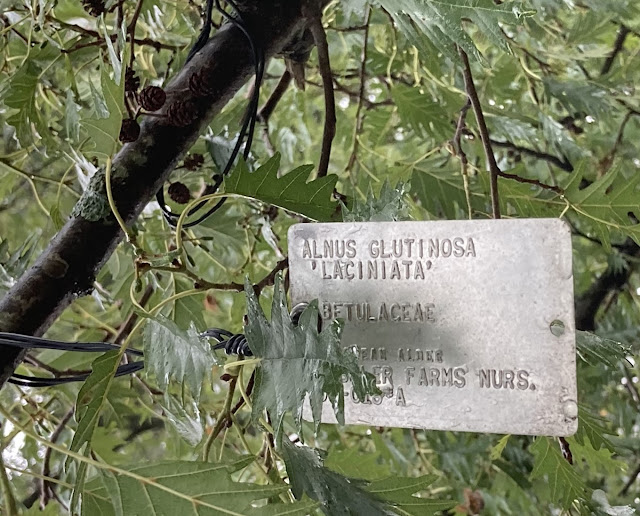 ALNUS GLUTINOSA
'LACINIATA'
BETULACEAE
ALDER
FARMS NURS.